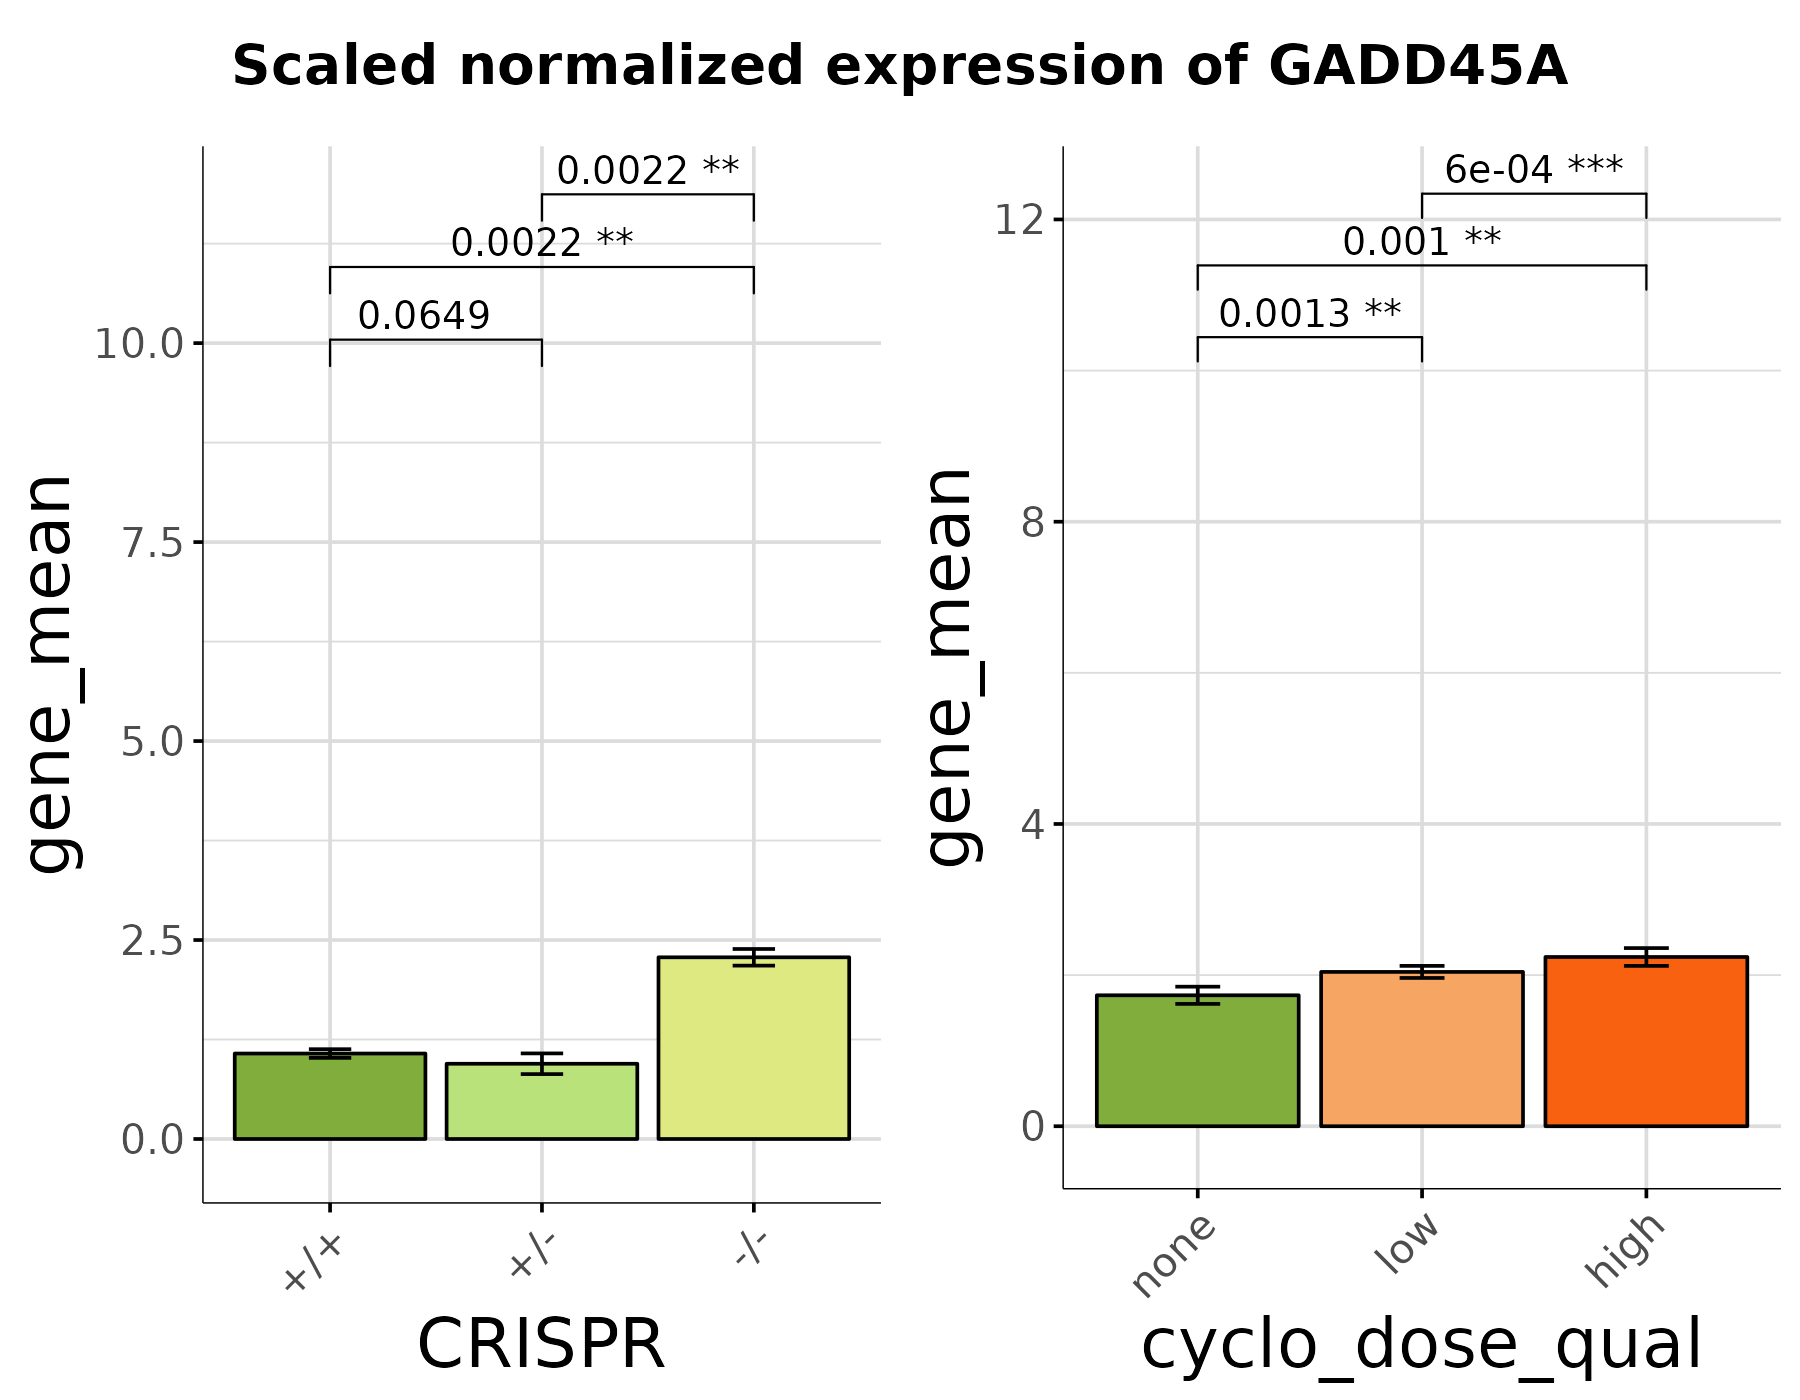 Scaled normalized expression of GADD45A
gene_mean
0.0022 **
0.0022 **
0.0649
10.0
7.5
5.0
2.5
0.0
+/+
+/-
-/-
CRISPR
gene_mean
6e-04 ***
12
0.001 **
0.0013 **
8
4
0
none
low
high
cyclo_dose_qual